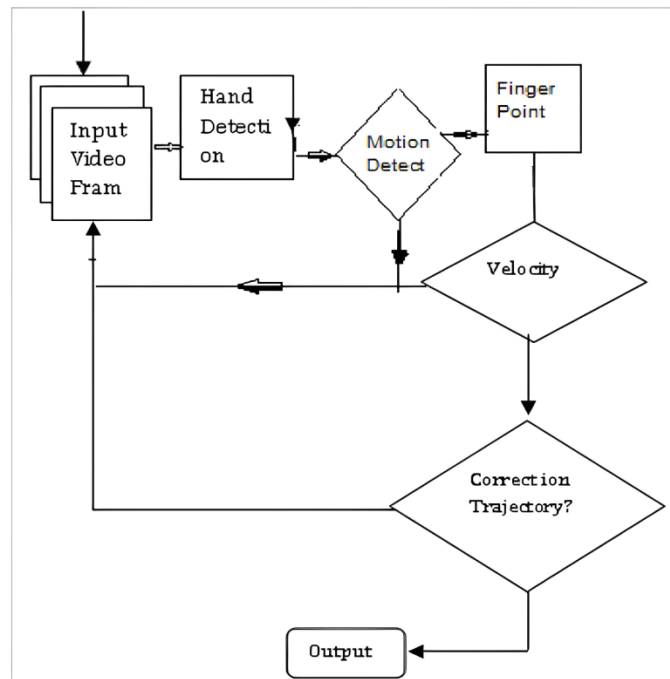 Input
Video
Fram
Hand
Detecti
on
Motion
Detect
Finger
Point
Velocity
Correction
Trajectory?
Output